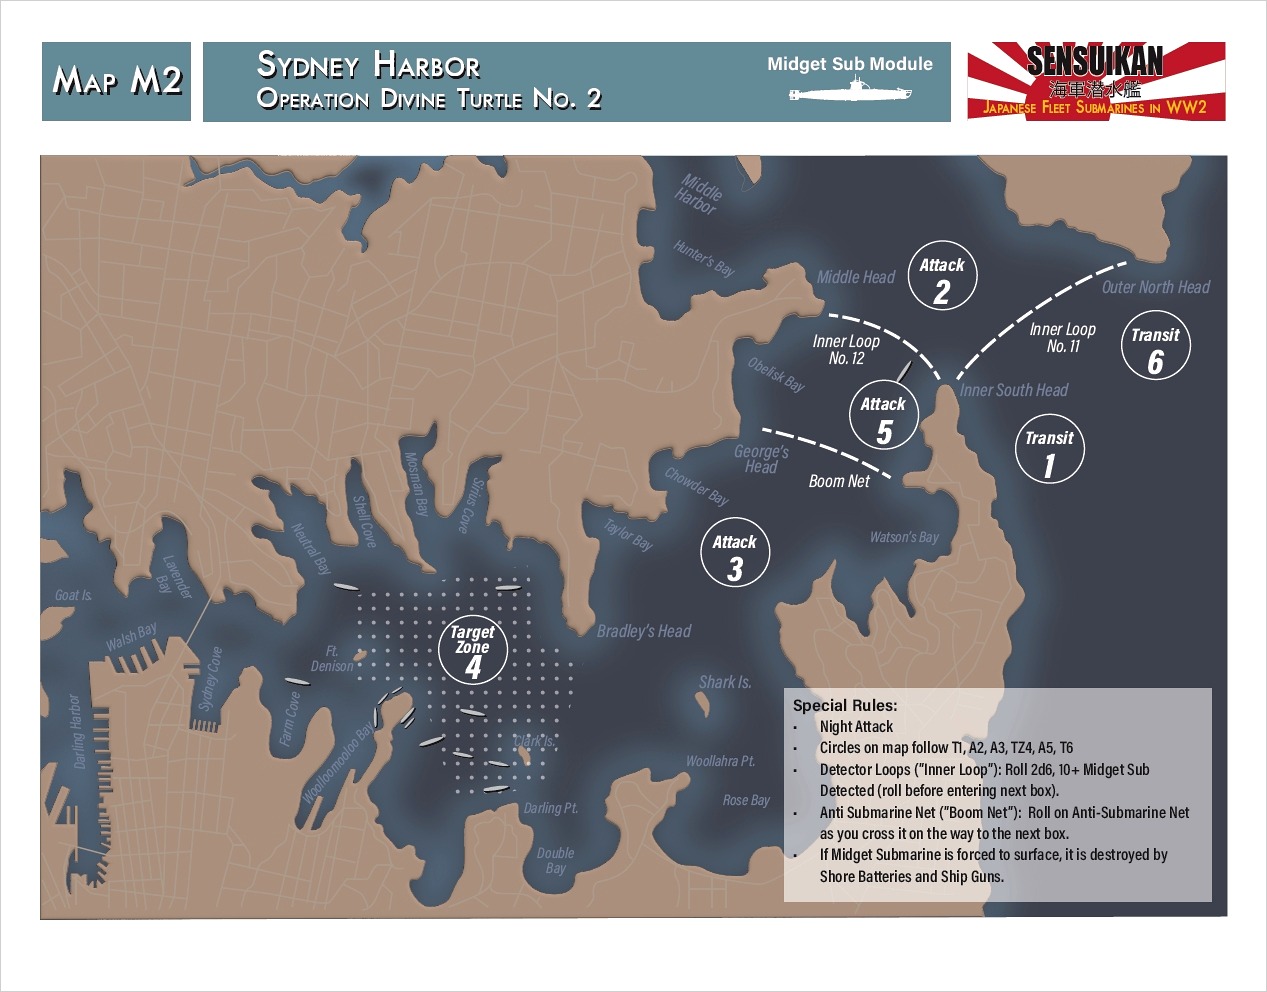 MAP M2
SYDNEY HARBOR
OPERATION DIVINE TURTLE NO. 2
Midget Sub Module
SENSUIKAN
海軍潜水艦
JAPANESE FLEET SUBMARINES IN WW2
Middle
Harbor
Hunter's Bay
Middle Head
Attack
2
Outer North Head
Inner Loop
No. 11
Transit
6
Inner Loop
No. 12
Obelisk Bay
Inner South Head
Attack
5
Transit
1
George's
Head
Boom Net
Chowder Bay
Mosman Bay
Sirius Cove
Shell Cove
Neutral Bay
Taylor Bay
Watson's Bay
Attack
3
Lavender
Bay
Goat Is.
Walsh Bay
Sydney Cove
Ft.
Denison
Target
Zone
4
Bradley's Head
Shark Is.
Darling Harbor
Farm Cove
Woolloomooloo Bay
Clark Is.
Woollahra Pt.
Rose Bay
Darling Pt.
Double
Bay
Special Rules:
• Night Attack
• Circles on map follow T1, A2, A3, TZ4, A5, T6
• Detector Loops ("Inner Loop"): Roll 2d6, 10+ Midget Sub
Detected (roll before entering next box).
• Anti Submarine Net ("Boom Net"): Roll on Anti-Submarine Net
as you cross it on the way to the next box.
• If Midget Submarine is forced to surface, it is destroyed by
Shore Batteries and Ship Guns.